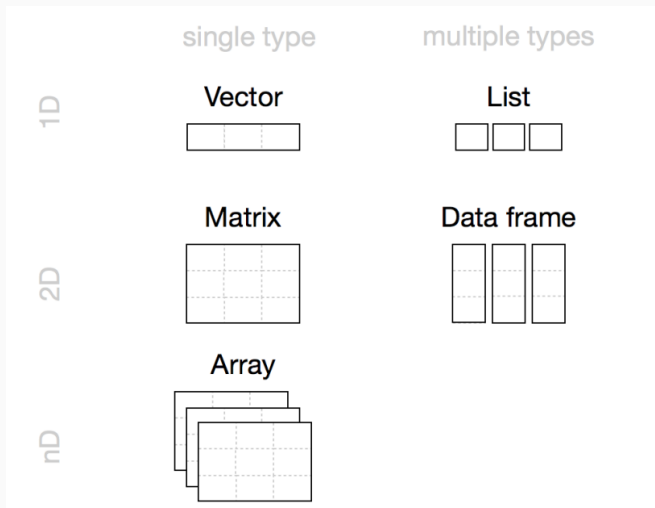 single type
multiple types
1D
Vector
List
2D
Matrix
Data frame
nD
Array